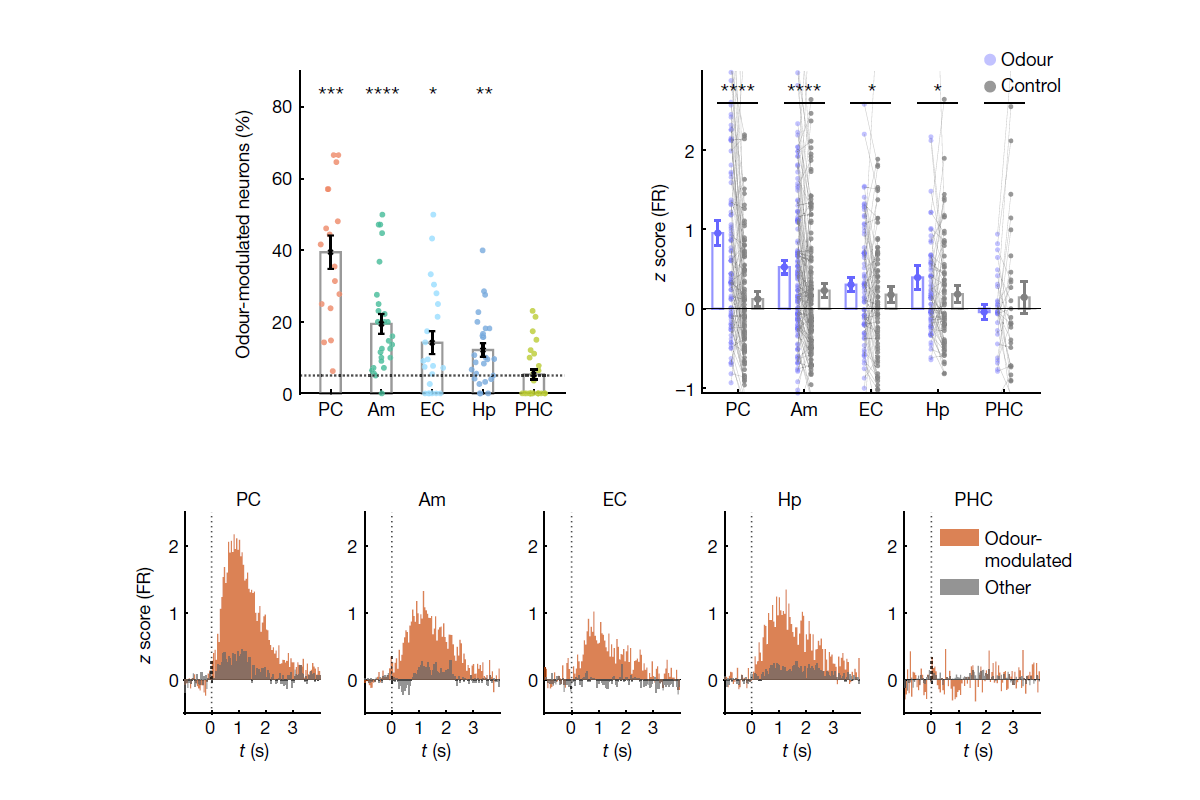 Odour-modulated neurons (%)
80
60
40
20
0
*** **** * **
PC Am EC Hp PHC
z score (FR)
2
1
0
−1
**** **** * *
Odour
Control
PC Am EC Hp PHC
z score (FR)
PC
2
1
0
0 1 2 3
t (s)
Am
2
1
0
0 1 2 3
t (s)
EC
2
1
0
0 1 2 3
t (s)
Hp
2
1
0
0 1 2 3
t (s)
PHC
2
1
0
0 1 2 3
t (s)
Odour-
modulated
Other